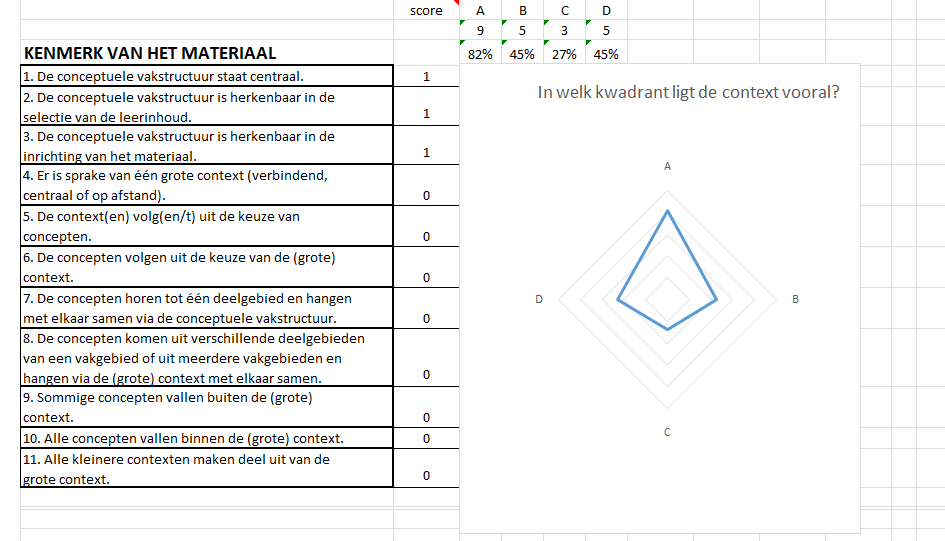 score A B C D
9 5 3 5
KENMERK VAN HET MATERIAAL 82% 45% 27% 45%
1. De conceptuele vakstructuur staat centraal. 1
2. De conceptuele vakstructuur is herkenbaar in de
selectie van de leerinhoud. 1
3. De conceptuele vakstructuur is herkenbaar in de
inrichting van het materiaal. 1
4. Er is sprake van één grote context (verbindend,
centraal of op afstand). 0
5. De context(en) volg(en/t) uit de keuze van
concepten. 0
6. De concepten volgen uit de keuze van de (grote)
context. 0
7. De concepten horen tot één deelgebied en hangen
met elkaar samen via de conceptuele vakstructuur. 0
8. De concepten komen uit verschillende deelgebieden
van een vakgebied of uit meerdere vakgebieden en
hangen via de (grote) context met elkaar samen. 0
9. Sommige concepten vallen buiten de (grote)
context. 0
10. Alle concepten vallen binnen de (grote) context. 0
11. Alle kleinere contexten maken deel uit van de
grote context. 0
In welk kwadrant ligt de context vooral?
A
D B
C